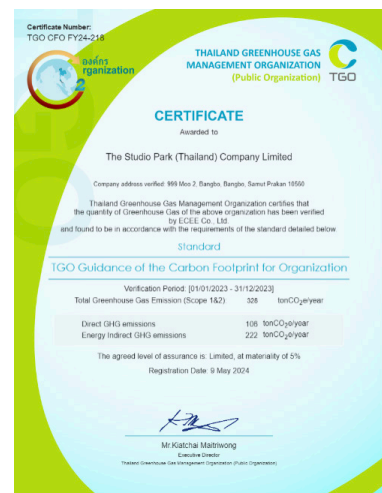 Certificate Number:
TGO CFO FY24-218
องค์กร
rganization
2
THAILAND GREENHOUSE GAS
MANAGEMENT ORGANIZATION
(Public Organization)
TGO
CERTIFICATE
Awarded to
The Studio Park (Thailand) Company Limited
Company address verified: 999 Moo 2, Bangbo, Bangbo, Samut Prakan 10560
Thailand Greenhouse Gas Management Organization certifies that
the quantity of Greenhouse Gas of the above organization has been verified
by ECEE Co., Ltd.
and found to be in accordance with the requirements of the standard detailed below
Standard
TGO Guidance of the Carbon Footprint for Organization
Verification Period: [01/01/2023 - 31/12/2023]
Total Greenhouse Gas Emission (Scope 1&2) 328 tonCO2e/year
Direct GHG emissions 106 tonCO2e/year
Energy Indirect GHG emissions 222 tonCO2e/year
The agreed level of assurance is: Limited, at materiality of 5%
Registration Date: 9 May 2024
Mr.Kiatchai Maitriwong
Executive Director
Thailand Greenhouse Gas Management Organization (Public Organization)